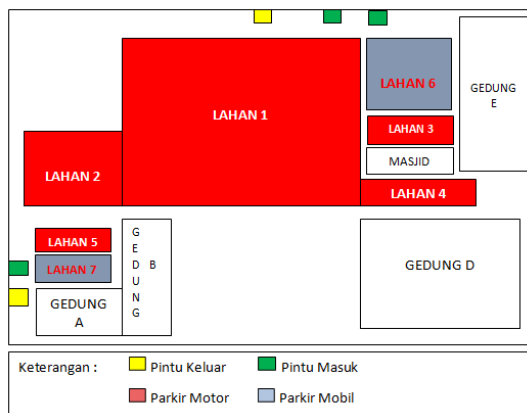 LAHAN 1
LAHAN 6
GEDUNG
E
LAHAN 3
MASJID
LAHAN 2
LAHAN 4
LAHAN 5
LAHAN 7
GEDUNG
A
GEDUNG
B
GEDUNG D
Keterangan :
Pintu Keluar
Pintu Masuk
Parkir Motor
Parkir Mobil